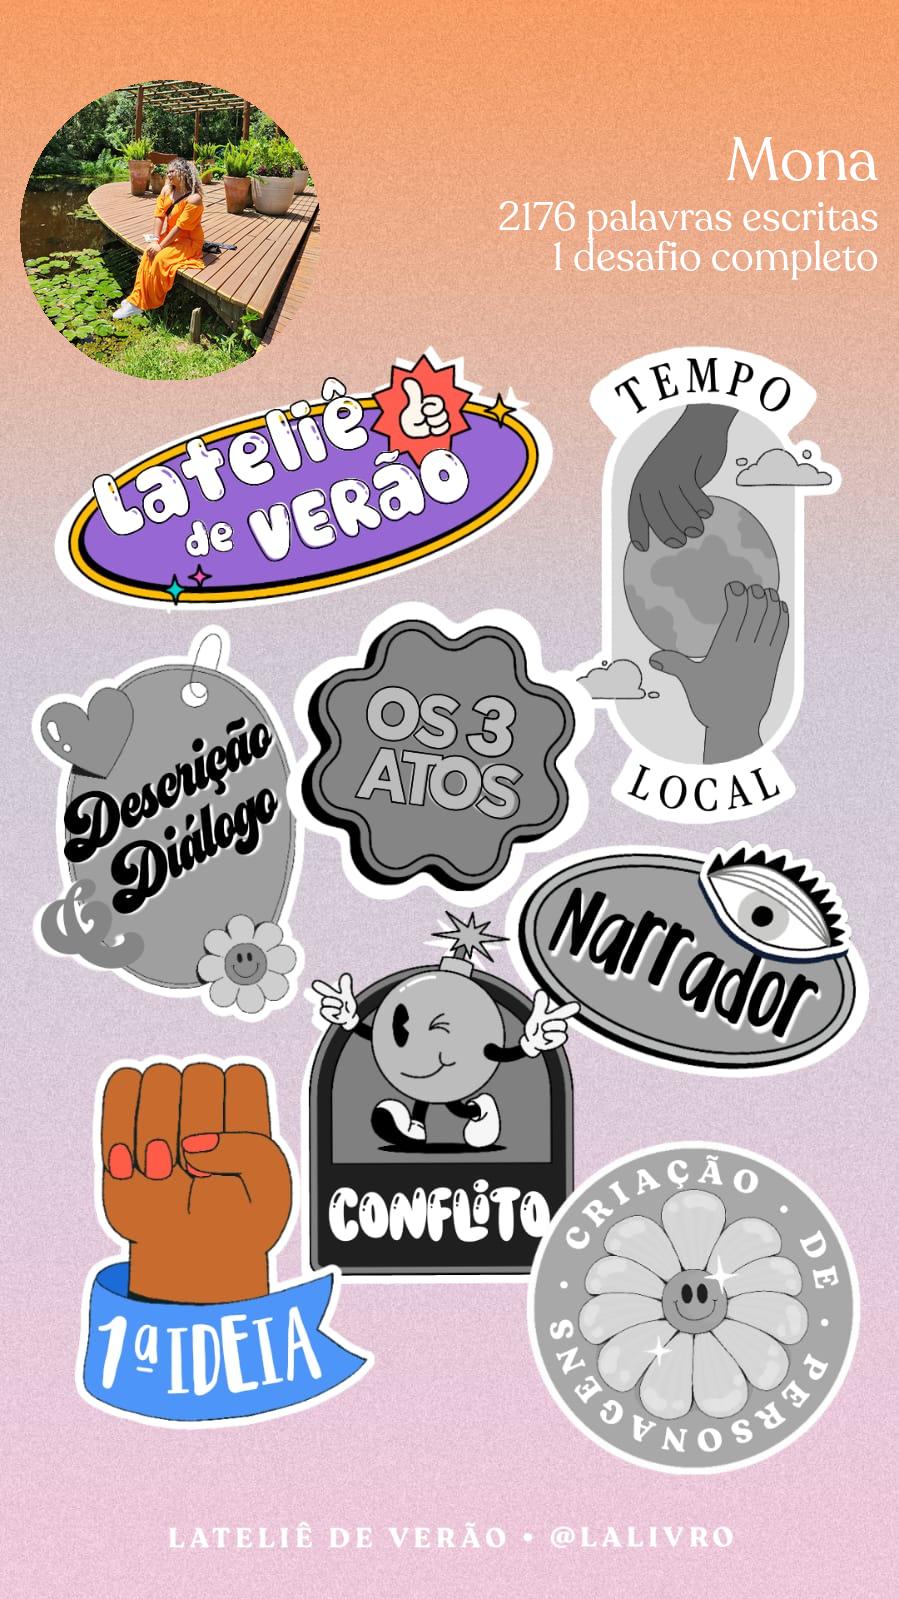 Mona
2176 palavras escritas
1 desafio completo
Lateliê
de VERÃO
TEMPO
LOCAL
Descrição
& Diálogo
OS 3
ATOS
Narrador
CONFLITO
1ª IDEIA
CRIAÇÃO · DE · PERSONAGENS ·
LATELIÊ DE VERÃO • @LALIVRO